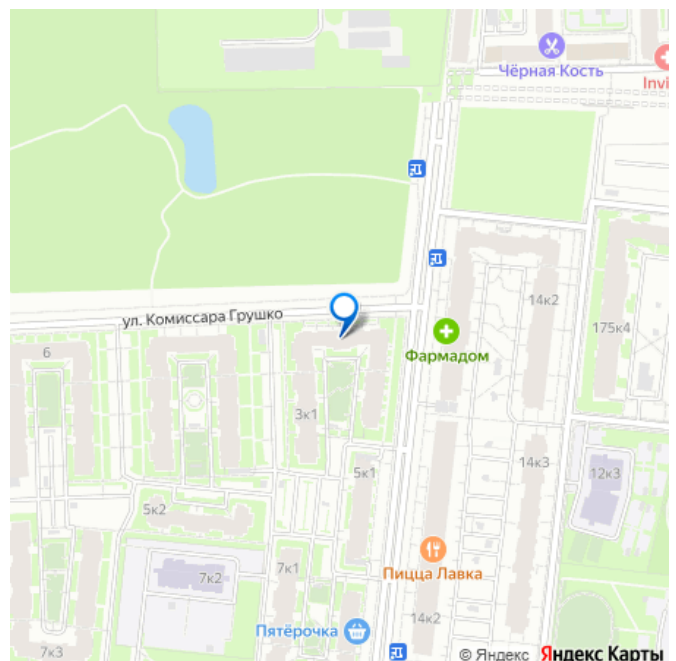 Чёрная Кость
Invi
14к2
ул. Комиссара Грушко
175к4
6
Фармадом
3к1
14к3
5к1
12к3
5к2
Пицца Лавка
7к1
7к2
14к2
Пятёрочка
7к3
© Яндекс Яндекс Карты